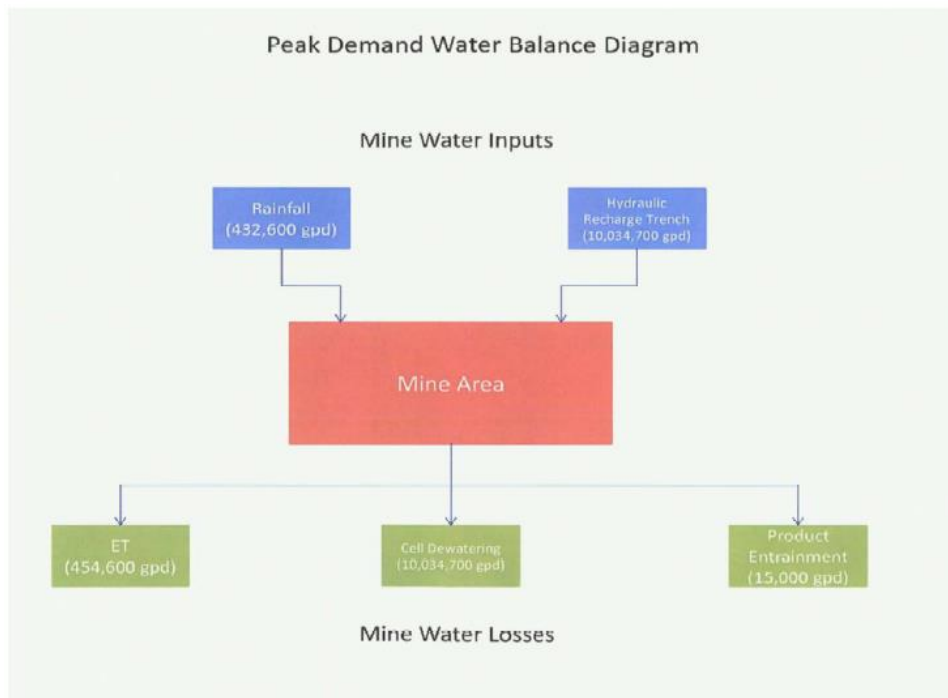 Peak Demand Water Balance Diagram
Mine Water Inputs
Rainfall
(432,600 gpd)
Hydraulic
Recharge Trench
(10,034,700 gpd)
Mine Area
ET
(454,600 gpd)
Cell Dewatering
(10,034,700 gpd)
Product
Entrainment
(15,000 gpd)
Mine Water Losses